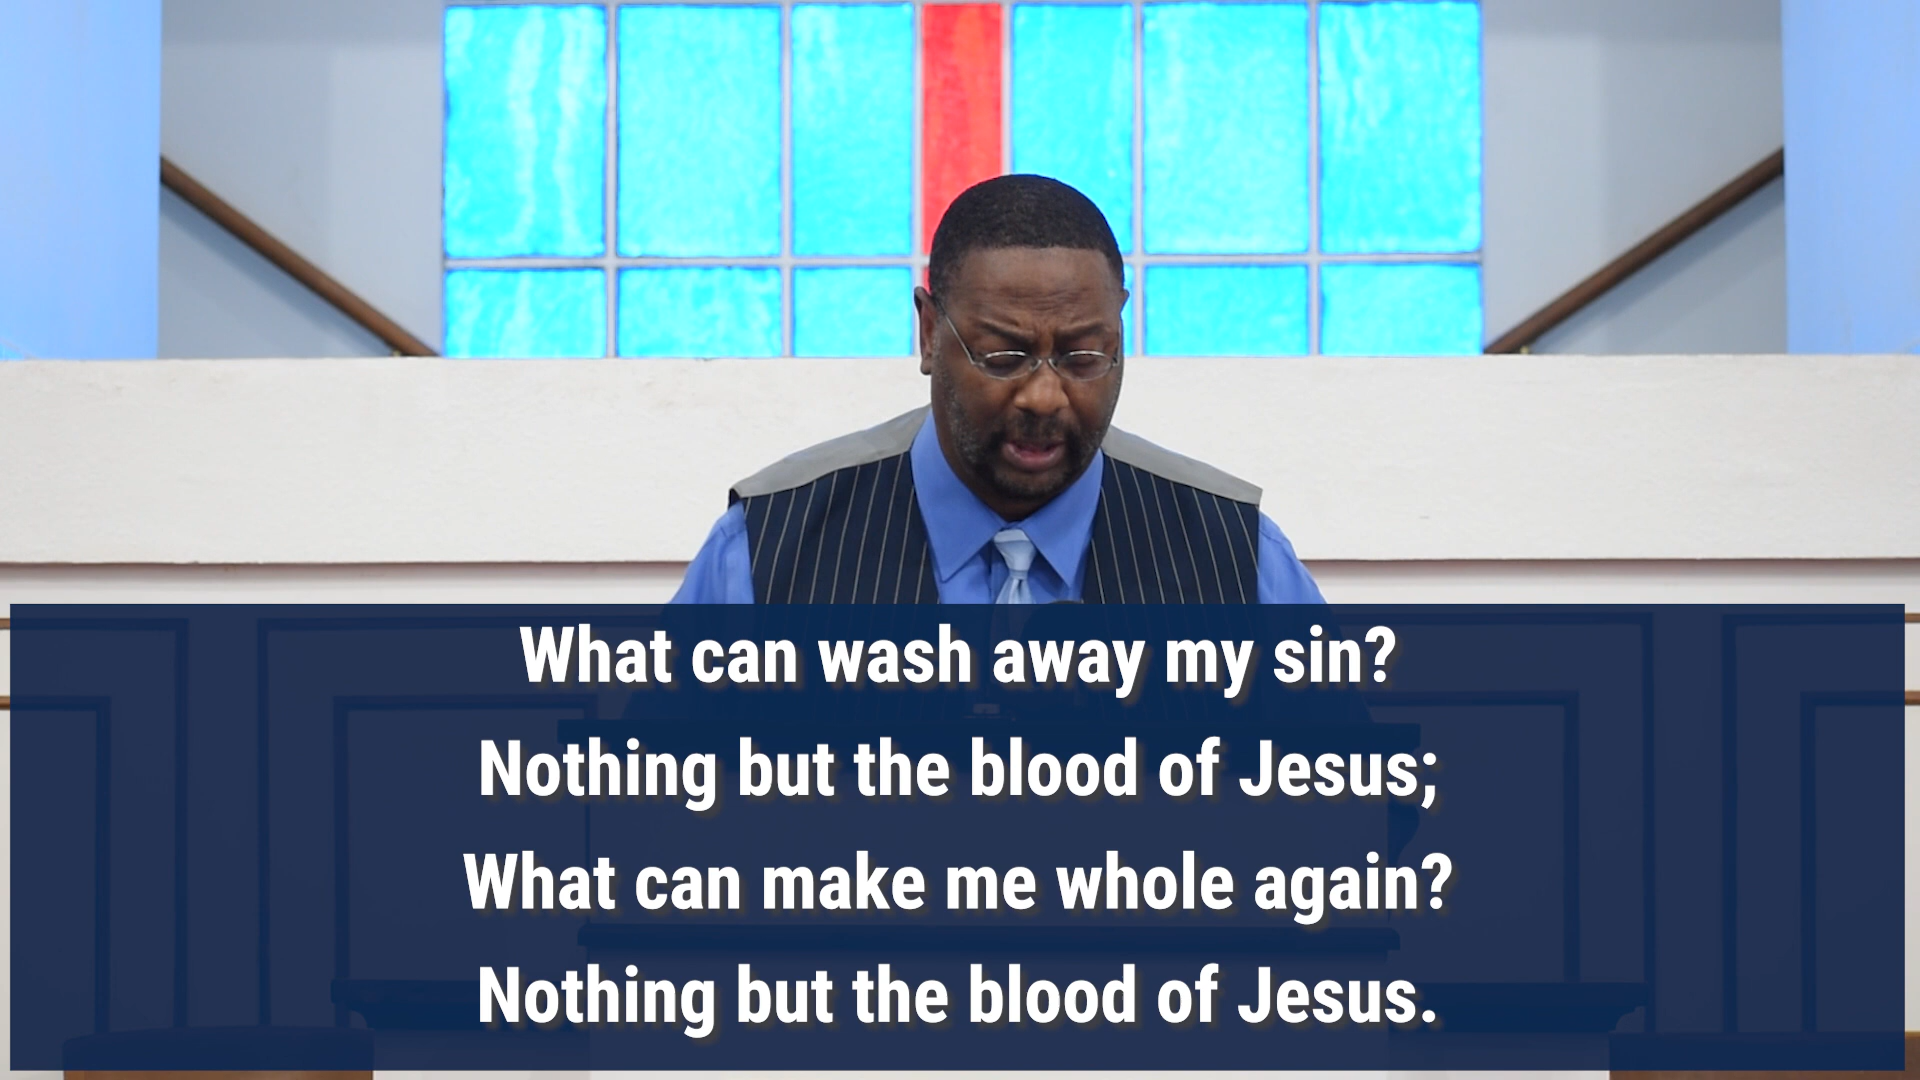 What can wash away my sin?
Nothing but the blood of Jesus;
What can make me whole again?
Nothing but the blood of Jesus.